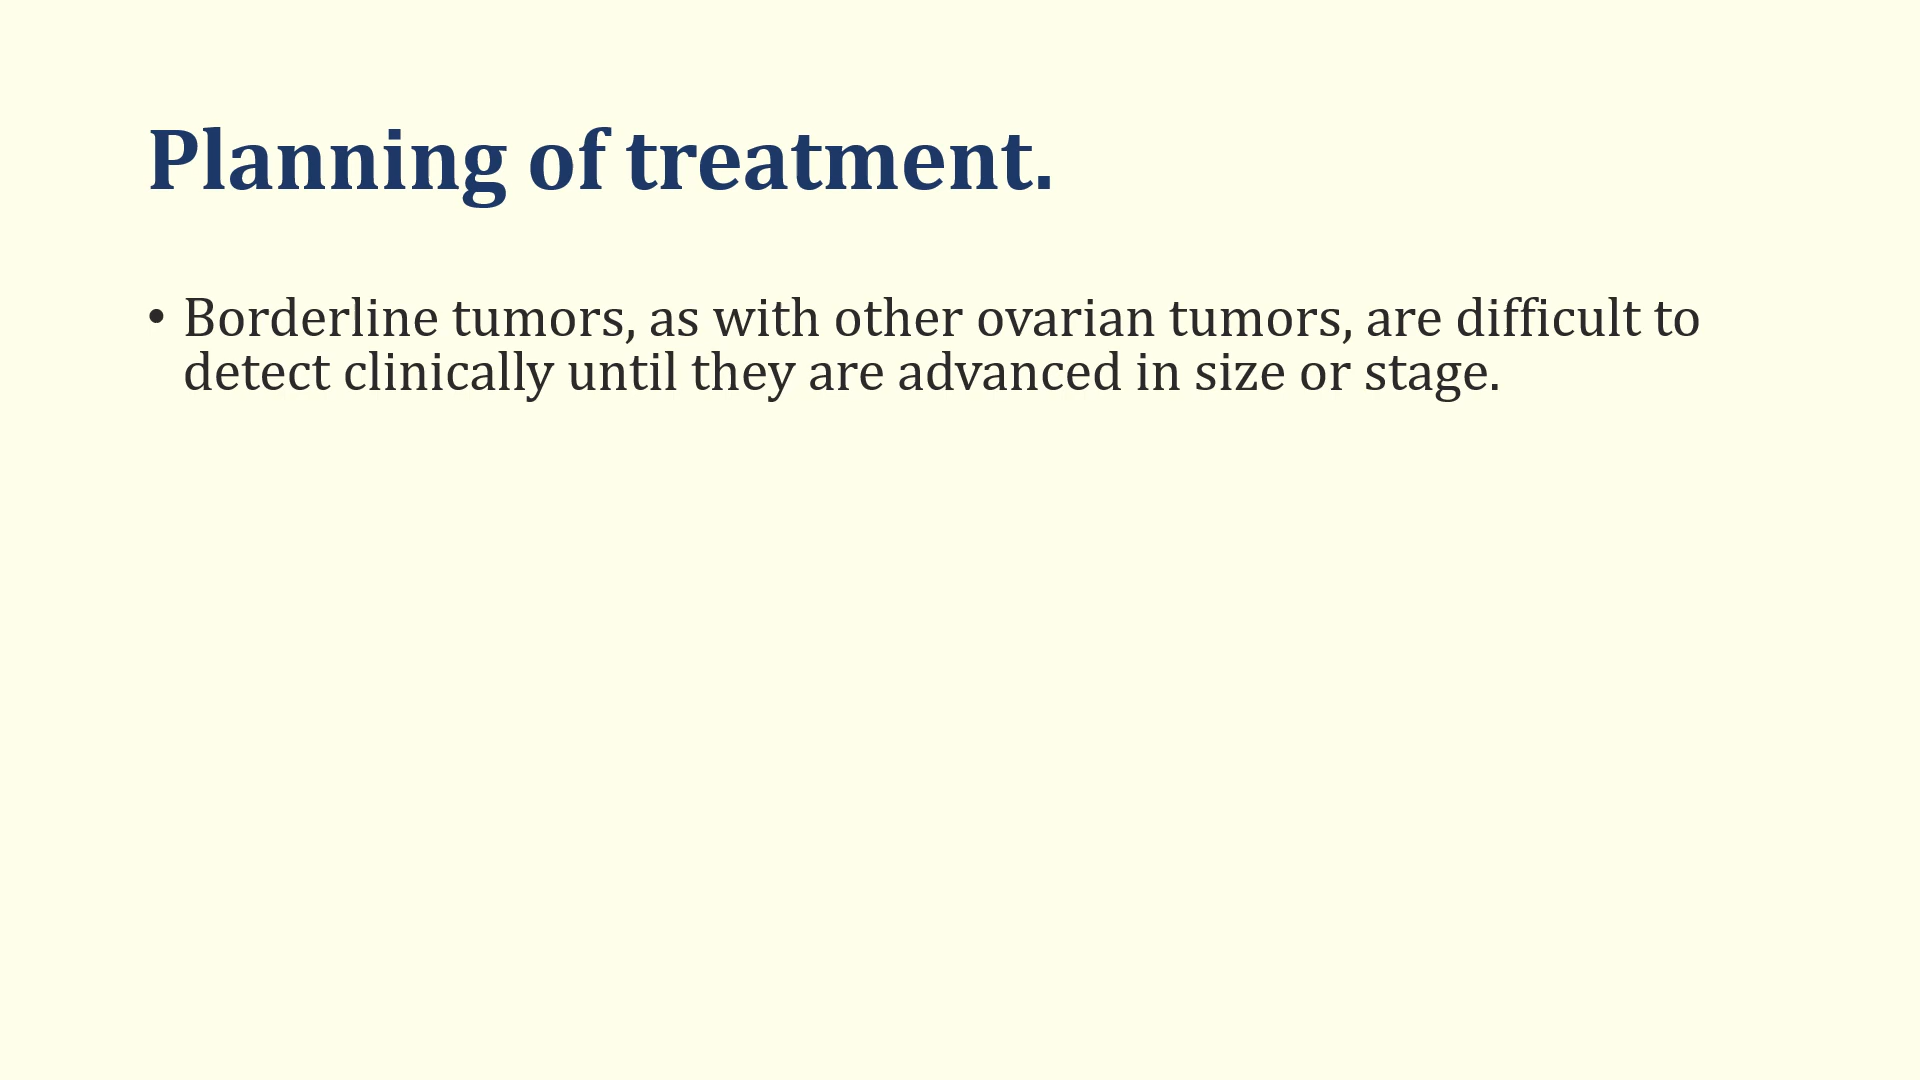 Planning of treatment.
• Borderline tumors, as with other ovarian tumors, are difficult to
detect clinically until they are advanced in size or stage.